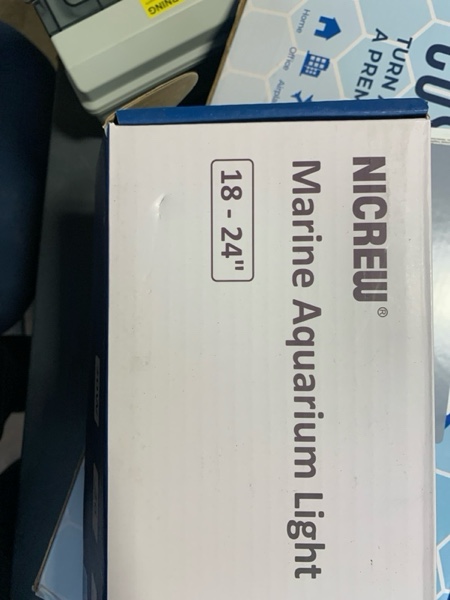 NICREW®
Marine Aquarium Light
18 - 24"
Home
Office
TURN
A PREM